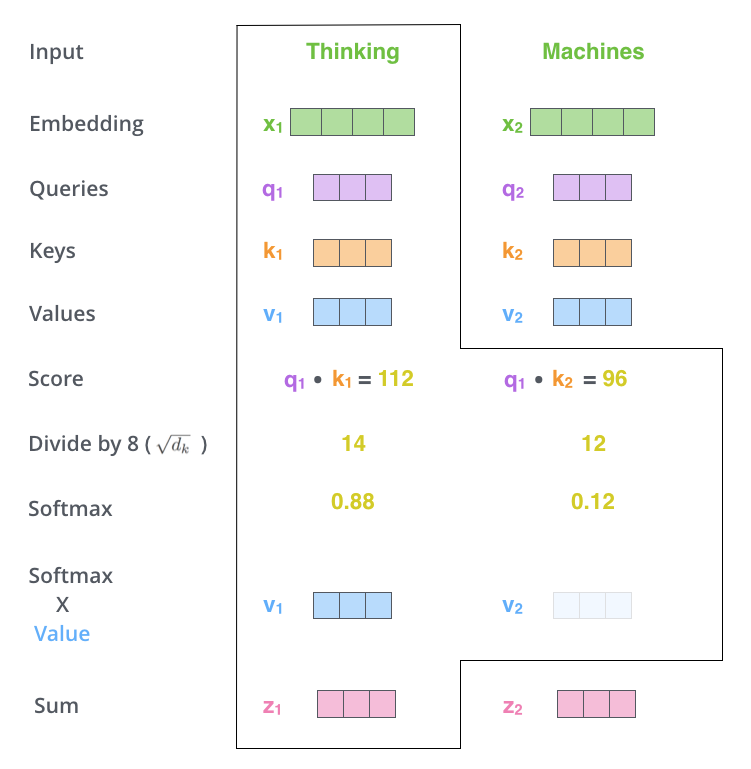 Input Thinking Machines
Embedding x1 x2
Queries q1 q2
Keys k1 k2
Values v1 v2
Score q1 • k1 = 112 q1 • k2 = 96
Divide by 8 ( √dk ) 14 12
Softmax 0.88 0.12
Softmax
X v1 v2
Value
Sum z1 z2